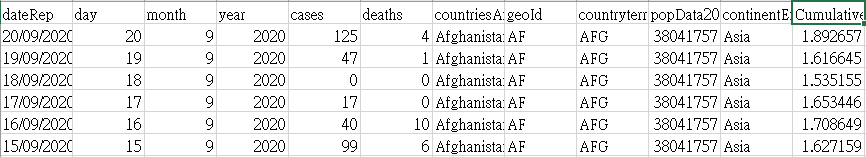 dateRep day month year cases deaths countriesA geoId countryterr popData20 continentE Cumulative
20/09/2020 20 9 2020 125 4 Afghanista AF AFG 38041757 Asia 1.892657
19/09/2020 19 9 2020 47 1 Afghanista AF AFG 38041757 Asia 1.616645
18/09/2020 18 9 2020 0 0 Afghanista AF AFG 38041757 Asia 1.535155
17/09/2020 17 9 2020 17 0 Afghanista AF AFG 38041757 Asia 1.653446
16/09/2020 16 9 2020 40 10 Afghanista AF AFG 38041757 Asia 1.708649
15/09/2020 15 9 2020 99 6 Afghanista AF AFG 38041757 Asia 1.627159